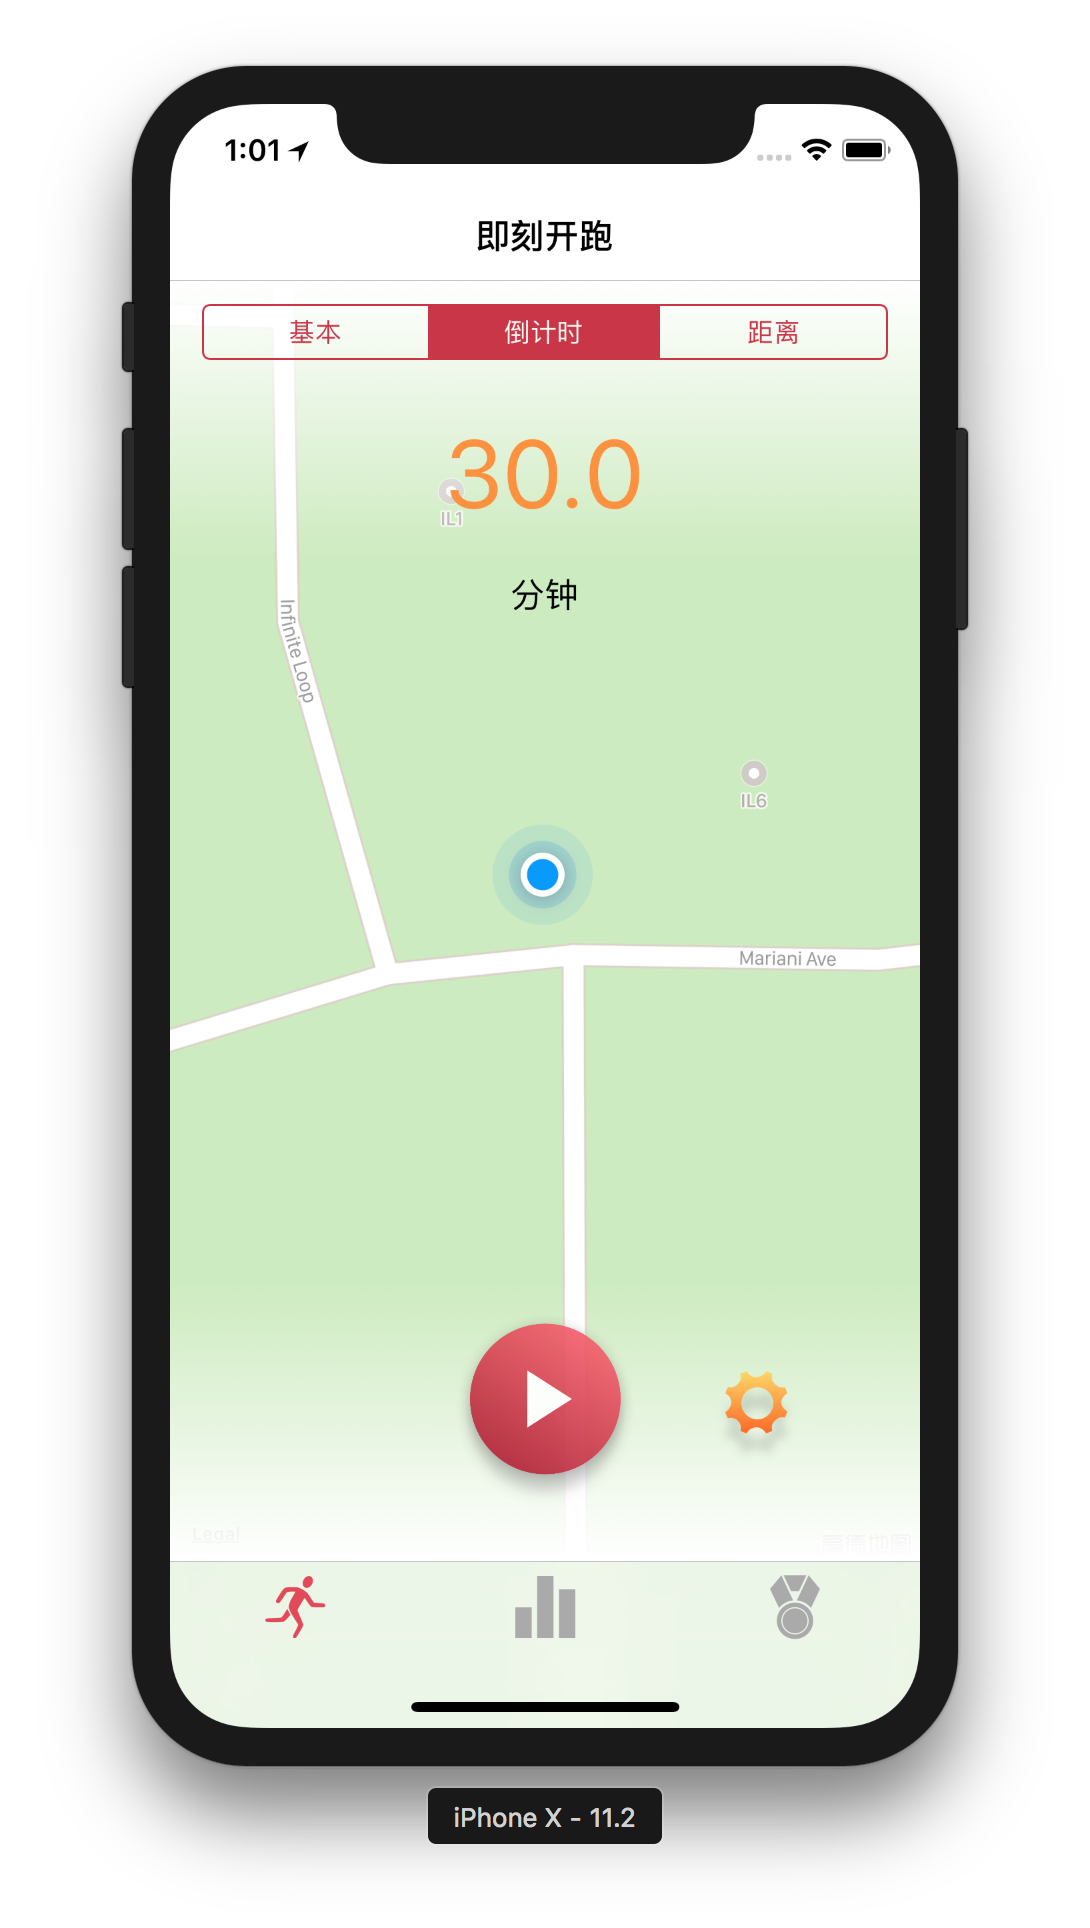 1:01
即刻开跑
基本 倒计时 距离
30.0
IL1
分钟
Infinite Loop
IL6
Mariani Ave
Legal
高德地图
iPhone X - 11.2